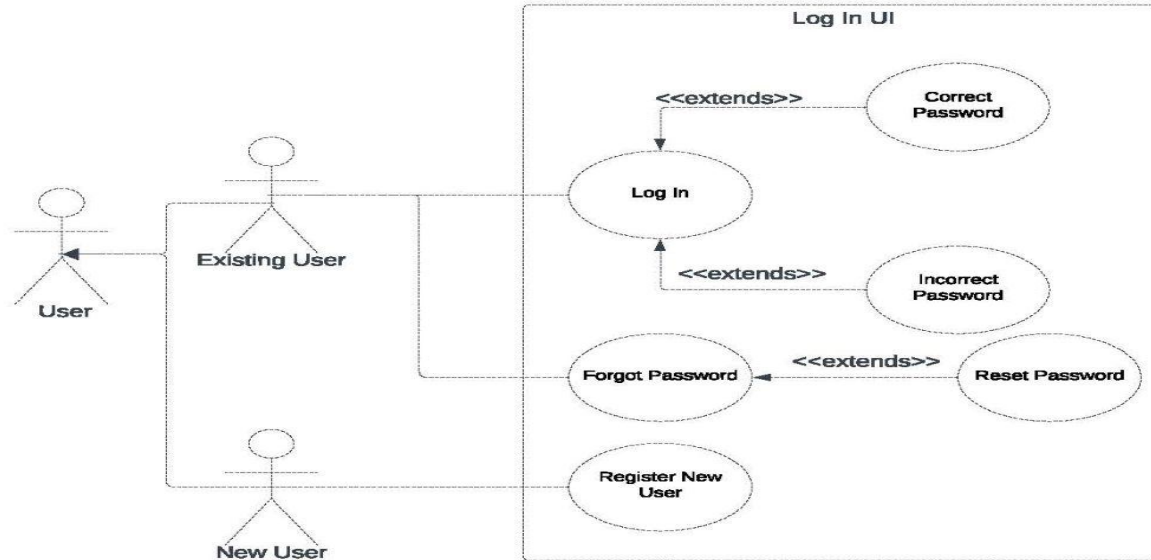 Log In UI
<<extends>>
Correct
Password
Log In
Existing User
User
<<extends>>
Incorrect
Password
Forgot Password
<<extends>>
Reset Password
Register New
User
New User